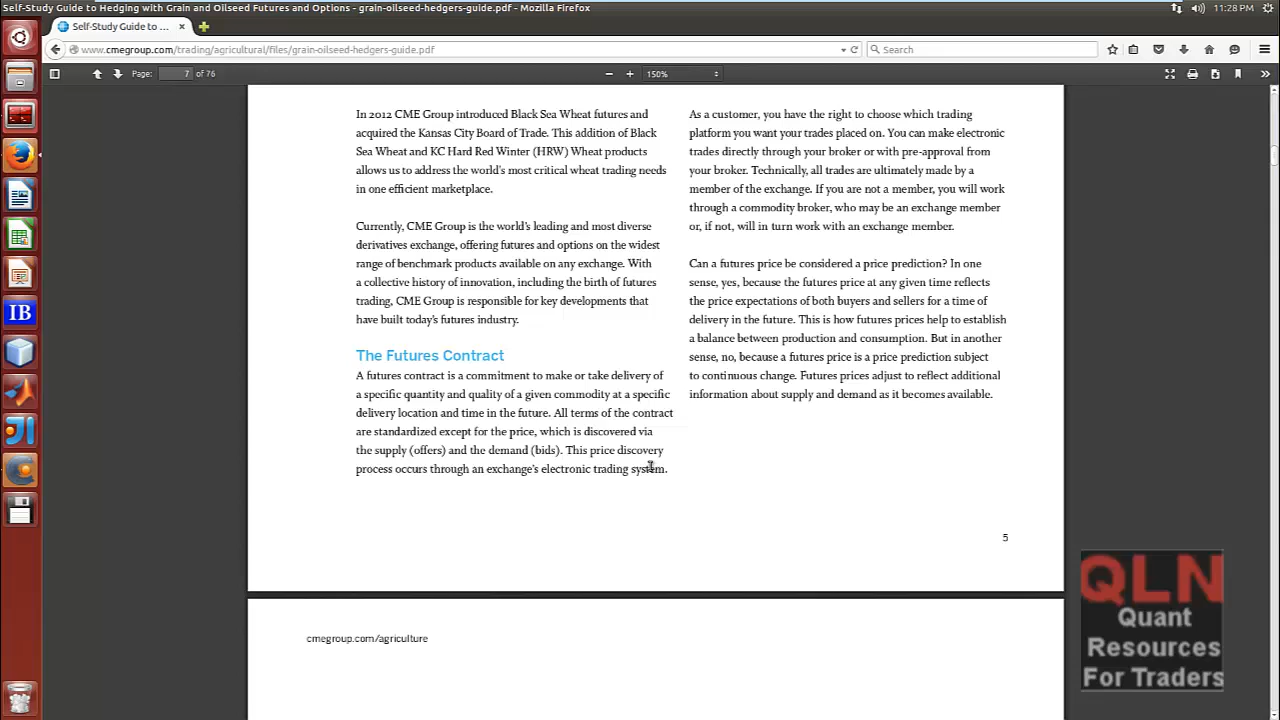 Self-Study Guide to Hedging with Grain and Oilseed Futures and Options - grain-oilseed-hedgers-guide.pdf - Mozilla Firefox
11:28 PM
Self-Study Guide to ...
www.cmegroup.com/trading/agricultural/files/grain-oilseed-hedgers-guide.pdf
Search
Page: 7 of 76
150%
In 2012 CME Group introduced Black Sea Wheat futures and
acquired the Kansas City Board of Trade. This addition of Black
Sea Wheat and KC Hard Red Winter (HRW) Wheat products
allows us to address the world's most critical wheat trading needs
in one efficient marketplace.
Currently, CME Group is the world's leading and most diverse
derivatives exchange, offering futures and options on the widest
range of benchmark products available on any exchange. With
a collective history of innovation, including the birth of futures
trading, CME Group is responsible for key developments that
have built today's futures industry.
The Futures Contract
A futures contract is a commitment to make or take delivery of
a specific quantity and quality of a given commodity at a specific
delivery location and time in the future. All terms of the contract
are standardized except for the price, which is discovered via
the supply (offers) and the demand (bids). This price discovery
process occurs through an exchange's electronic trading system.
As a customer, you have the right to choose which trading
platform you want your trades placed on. You can make electronic
trades directly through your broker or with pre-approval from
your broker. Technically, all trades are ultimately made by a
member of the exchange. If you are not a member, you will work
through a commodity broker, who may be an exchange member
or, if not, will in turn work with an exchange member.
Can a futures price be considered a price prediction? In one
sense, yes, because the futures price at any given time reflects
the price expectations of both buyers and sellers for a time of
delivery in the future. This is how futures prices help to establish
a balance between production and consumption. But in another
sense, no, because a futures price is a price prediction subject
to continuous change. Futures prices adjust to reflect additional
information about supply and demand as it becomes available.
5
cmegroup.com/agriculture
IB
QLN
Quant
Resources
For Traders